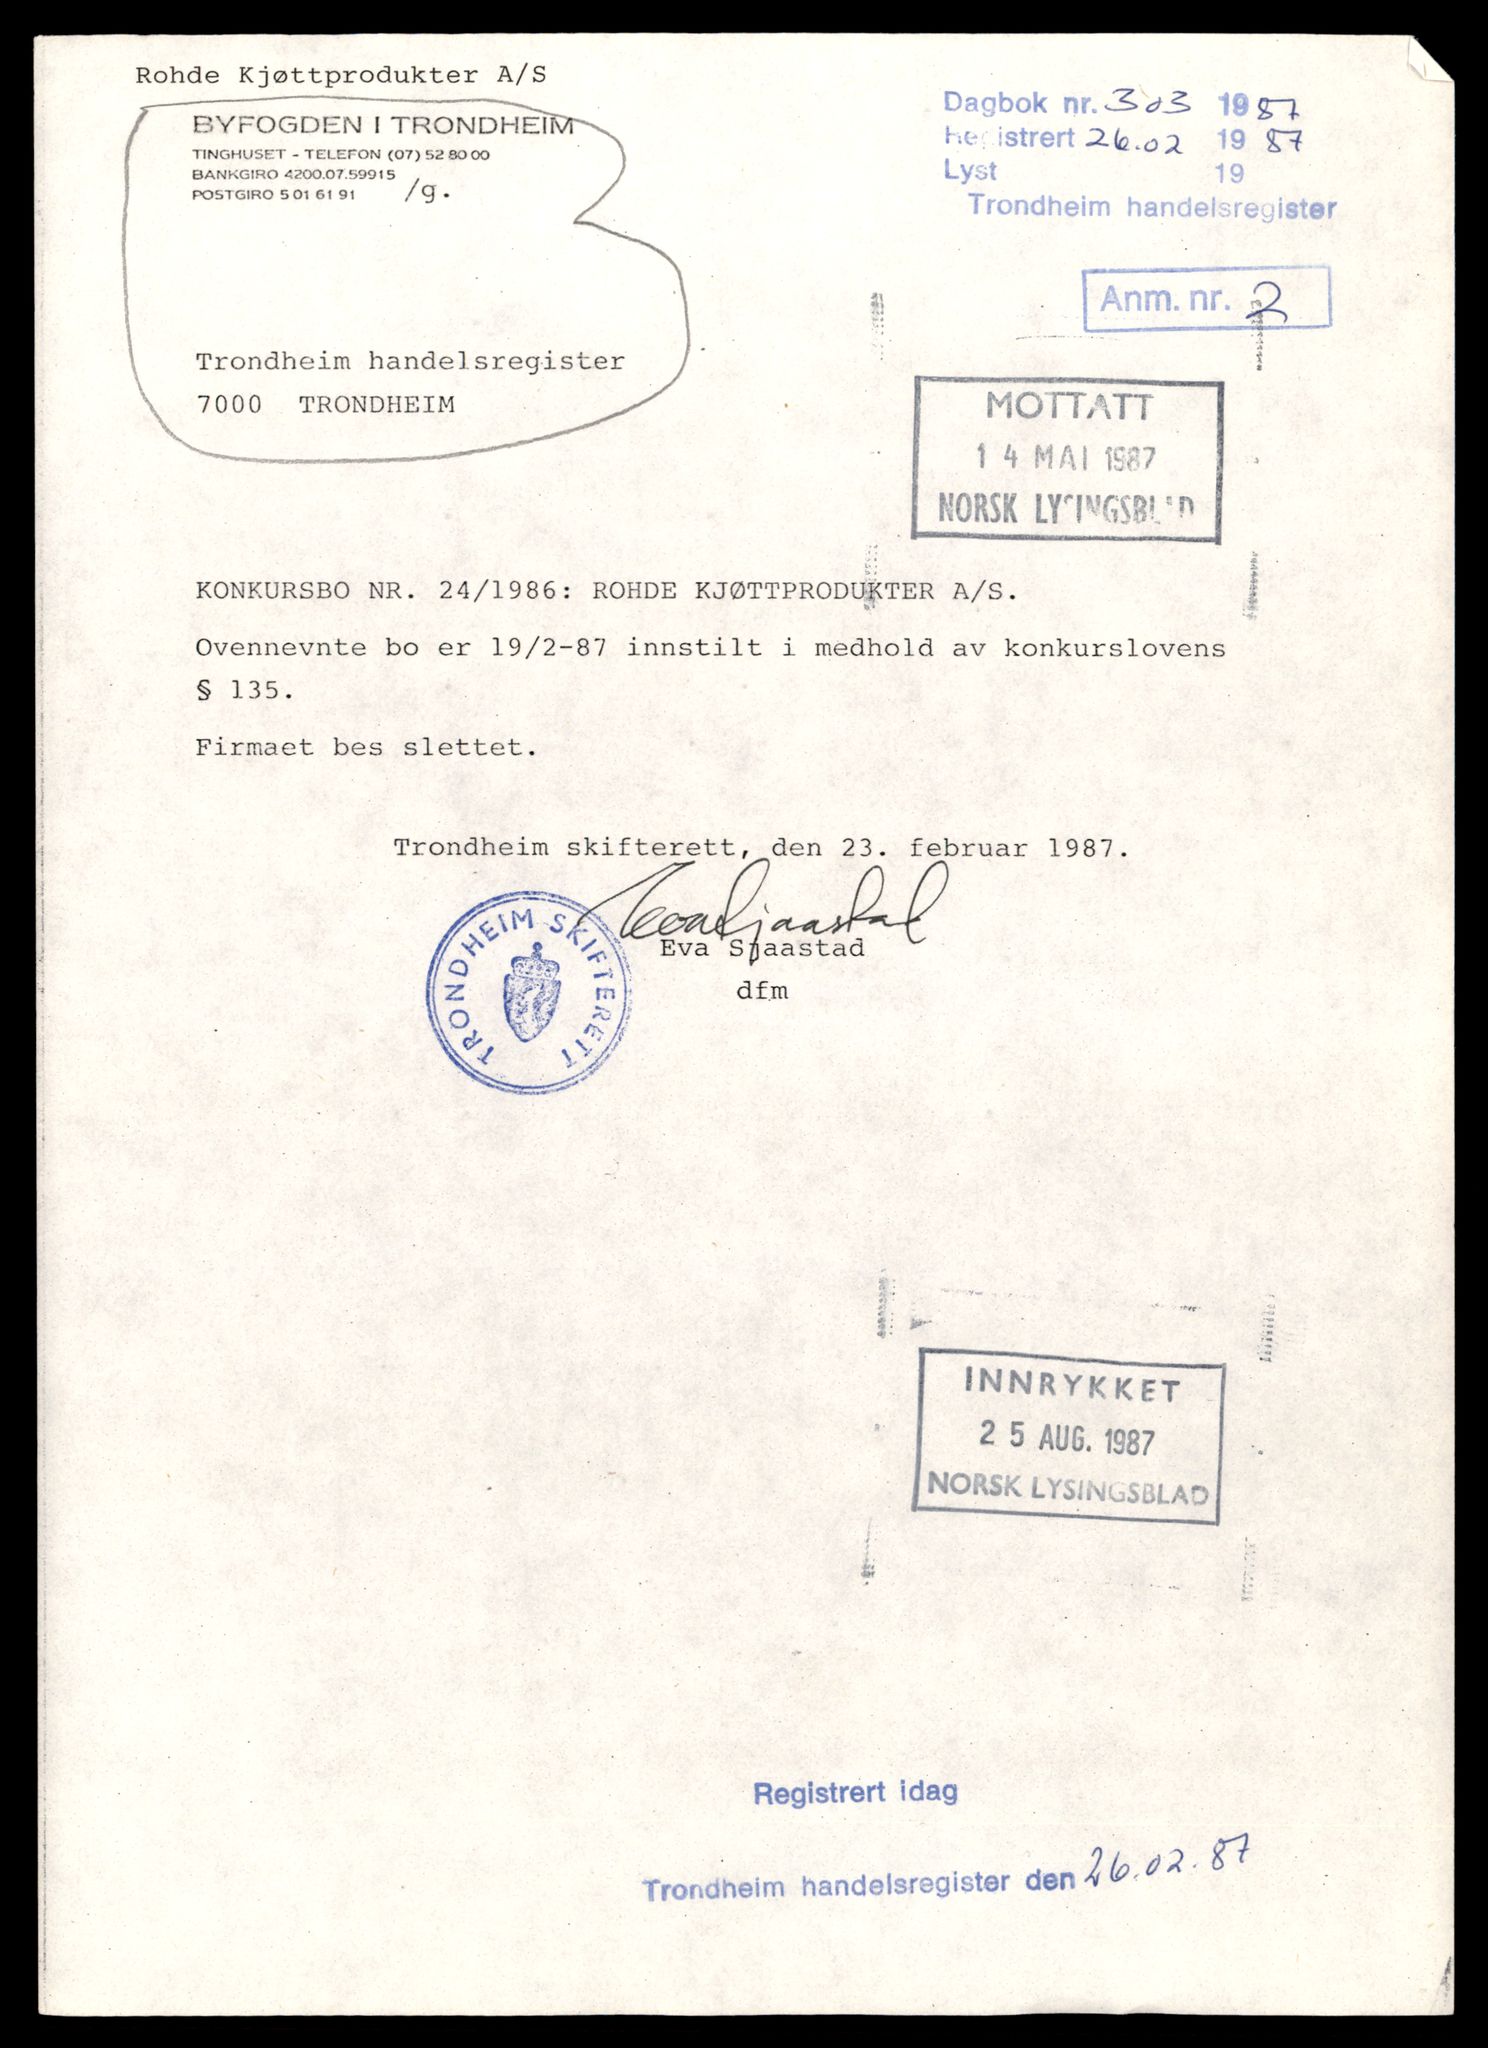 Rohde Kjøttprodukter A/S
BYFOGDEN I TRONDHEIM
TINGHUSET - TELEFON (07) 52 80 00
BANKGIRO 4200.07.59915
POSTGIRO 5 01 61 91 /g.
Dagbok nr. 303 1987
Registrert 26.02 1987
Lyst 19
Trondheim handelsregister
Anm. nr. 2
Trondheim handelsregister
7000 TRONDHEIM
MOTTATT
14 MAI 1987
NORSK LYSINGSBLAD
KONKURSBO NR. 24/1986: ROHDE KJØTTPRODUKTER A/S.
Ovennevnte bo er 19/2-87 innstilt i medhold av konkurslovens
§ 135.
Firmaet bes slettet.
Trondheim skifterett, den 23. februar 1987.
Eva Sjaastad
Eva Sjaastad
dfm
TRONDHEIM SKIFTERETT
INNRYKKET
25 AUG. 1987
NORSK LYSINGSBLAD
Registrert idag
Trondheim handelsregister den 26.02.87